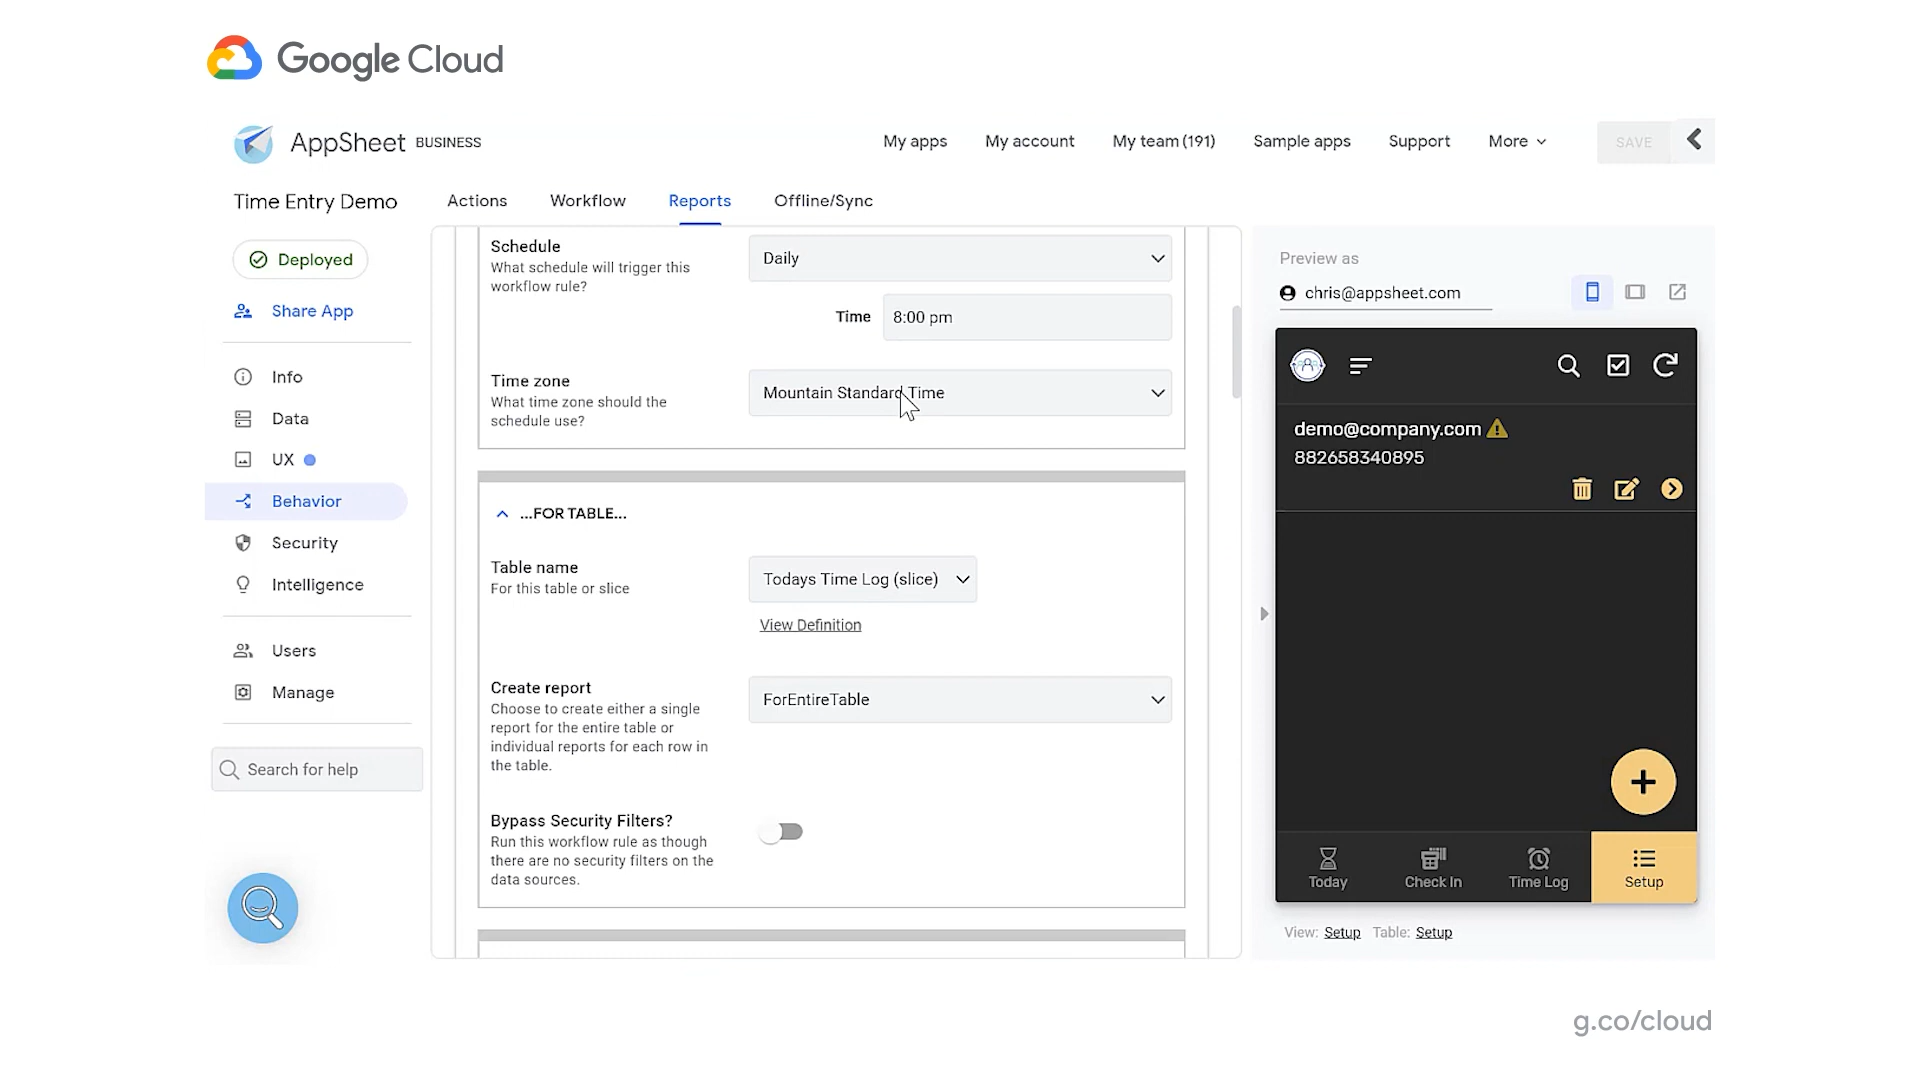 Google Cloud
AppSheet BUSINESS
My apps
My account
My team (191)
Sample apps
Support
More
SAVE
Time Entry Demo
Actions
Workflow
Reports
Offline/Sync
Deployed
Share App
Info
Data
UX
Behavior
Security
Intelligence
Users
Manage
Search for help
Schedule
What schedule will trigger this
workflow rule?
Daily
Time
8:00 pm
Time zone
What time zone should the
schedule use?
Mountain Standard Time
...FOR TABLE...
Table name
For this table or slice
Todays Time Log (slice)
View Definition
Create report
Choose to create either a single
report for the entire table or
individual reports for each row in
the table.
ForEntireTable
Bypass Security Filters?
Run this workflow rule as though
there are no security filters on the
data sources.
Preview as
chris@appsheet.com
demo@company.com
882658340895
Today
Check In
Time Log
Setup
View: Setup Table: Setup
g.co/cloud